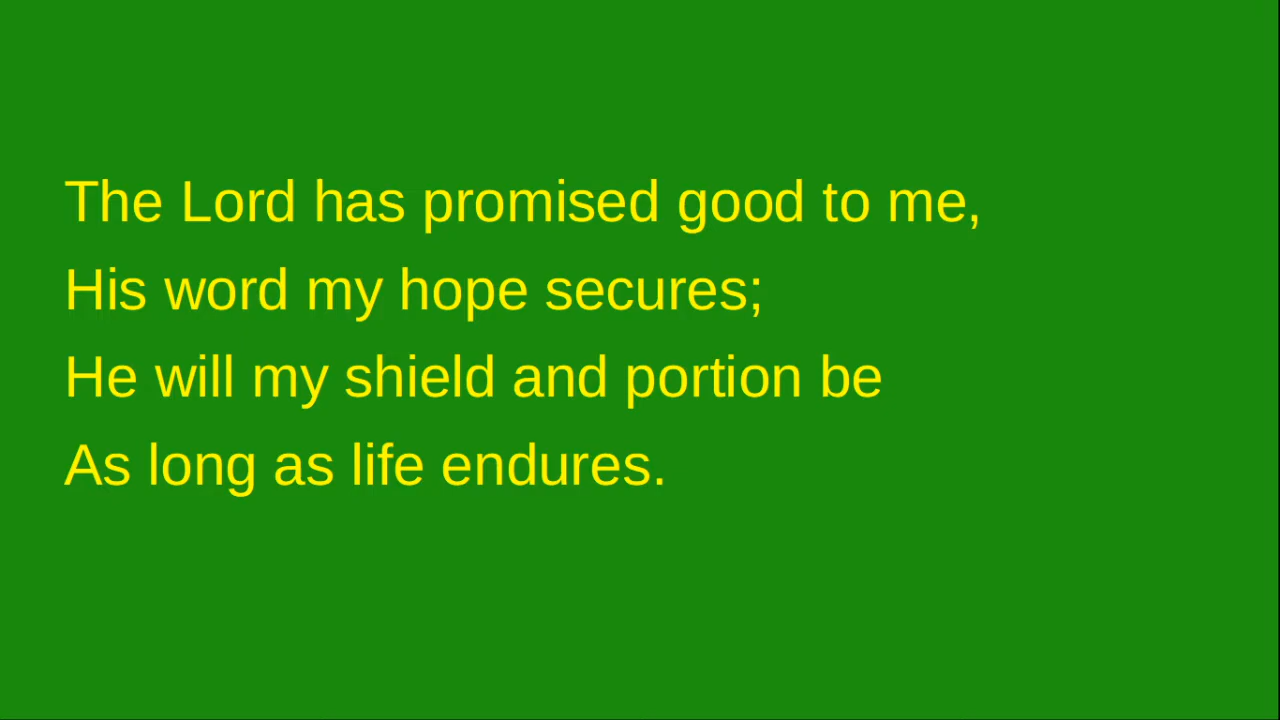 The Lord has promised good to me,
His word my hope secures;
He will my shield and portion be
As long as life endures.